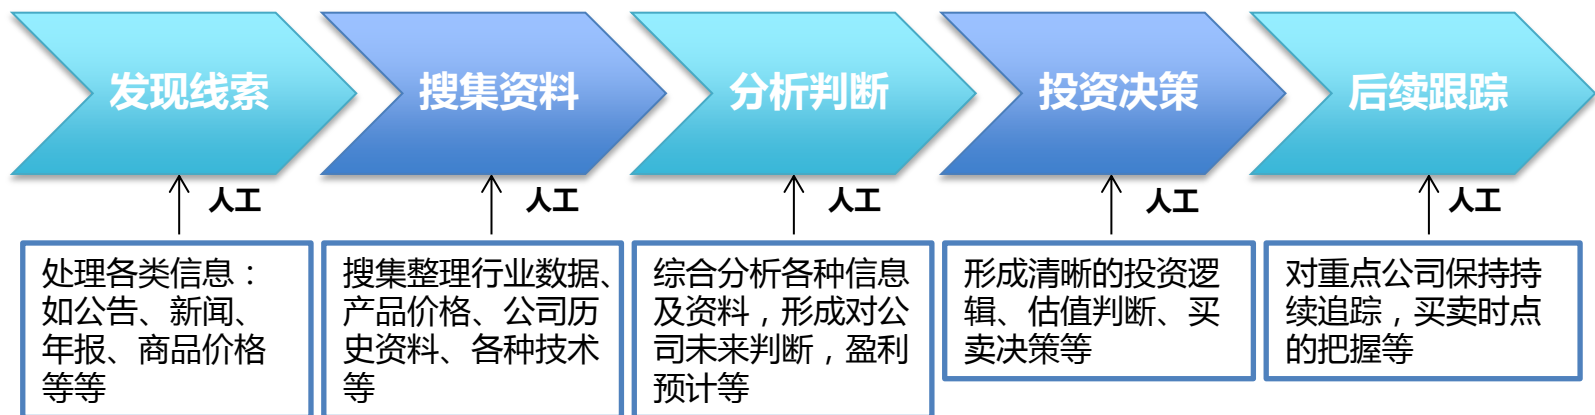 发现线索
搜集资料
分析判断
投资决策
后续跟踪
人工
人工
人工
人工
人工
处理各类信息：
如公告、新闻、
年报、商品价格
等等
搜集整理行业数据、
产品价格、公司历
史资料、各种技术
等
综合分析各种信息
及资料，形成对公
司未来判断，盈利
预计等
形成清晰的投资逻
辑、估值判断、买
卖决策等
对重点公司保持持
续追踪，买卖时点
的把握等